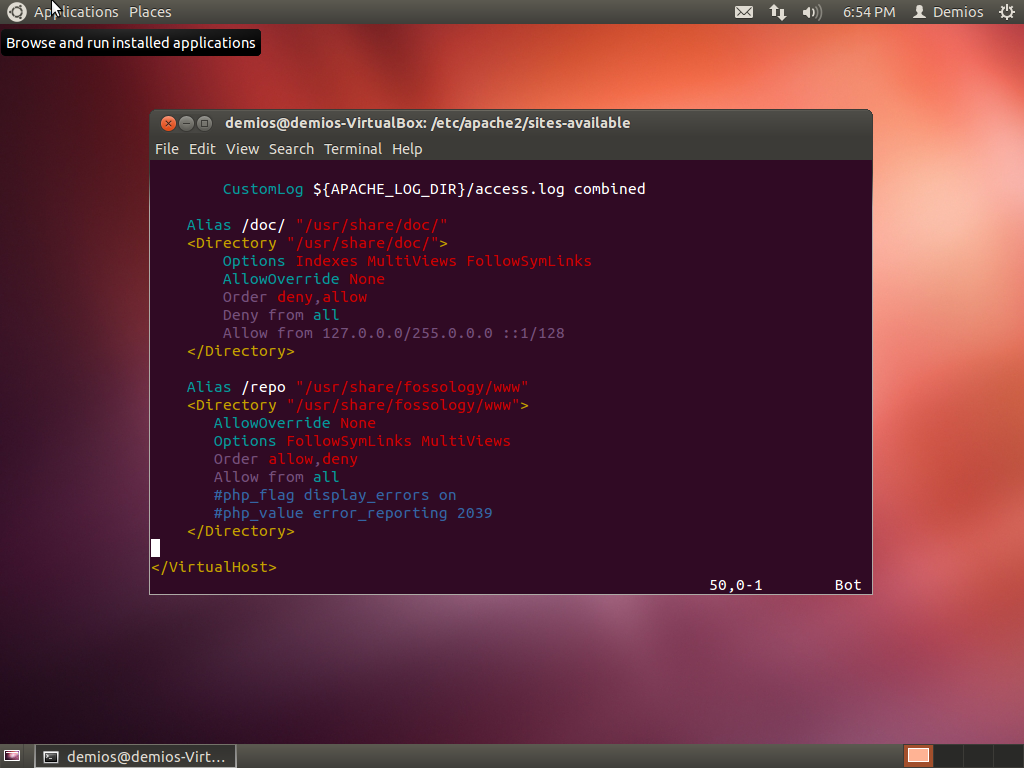 Applications Places 6:54 PM Demios
Browse and run installed applications
demios@demios-VirtualBox: /etc/apache2/sites-available
File Edit View Search Terminal Help
CustomLog ${APACHE_LOG_DIR}/access.log combined
Alias /doc/ "/usr/share/doc/"
<Directory "/usr/share/doc/">
Options Indexes MultiViews FollowSymLinks
AllowOverride None
Order deny,allow
Deny from all
Allow from 127.0.0.0/255.0.0.0 ::1/128
</Directory>
Alias /repo "/usr/share/fossology/www"
<Directory "/usr/share/fossology/www">
AllowOverride None
Options FollowSymLinks MultiViews
Order allow,deny
Allow from all
#php_flag display_errors on
#php_value error_reporting 2039
</Directory>
</VirtualHost>
50,0-1 Bot
demios@demios-Virt...